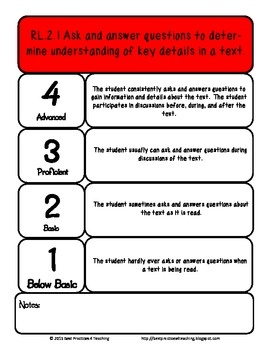 RL.2.1 Ask and answer questions to deter-
mine understanding of key details in a text
4
Advanced
The student consistently asks and answers questions to
gain information and details about the text. The student
participates in discussions before, during, and after the
text.
3
Proficient
The student usually can ask and answer questions during
discussions of the text.
2
Basic
The student sometimes asks and answers questions about
the text as it is read.
1
Below Basic
The student hardly ever asks or answers questions when
a text is being read.
Notes:
© 2013 Best Practices 4 Teaching
http://bestpractices4teaching.blogspot.com